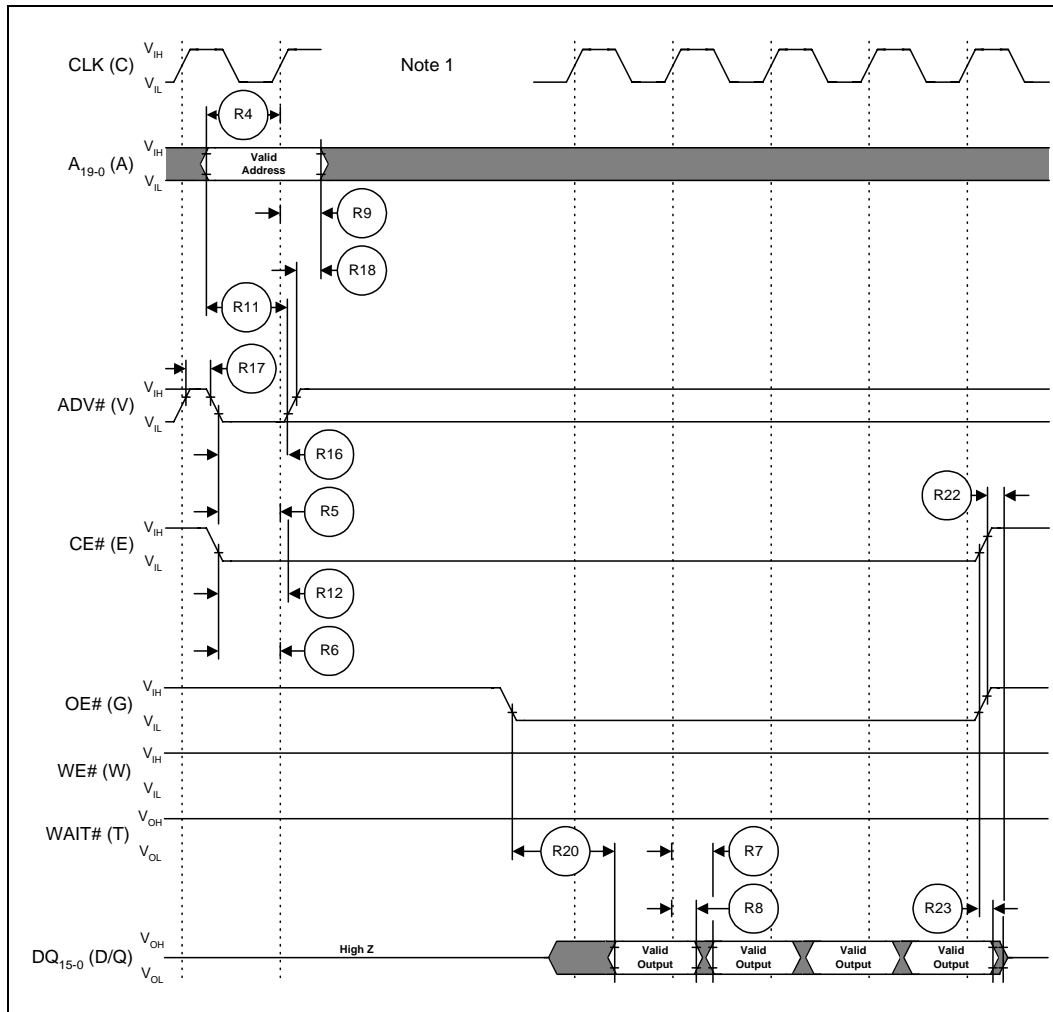 V_IH
CLK (C)
Note 1
V_IL
R4
V_IH
A_19-0 (A)
Valid
Address
V_IL
R9
R18
R11
R17
V_IH
ADV# (V)
V_IL
R16
R22
R5
V_IH
CE# (E)
V_IL
R12
R6
V_IH
OE# (G)
V_IL
V_IH
WE# (W)
V_IL
V_OH
WAIT# (T)
V_OL
R20
R7
R8
R23
V_OH
DQ_15-0 (D/Q)
V_OL
High Z
Valid
Output
Valid
Output
Valid
Output
Valid
Output